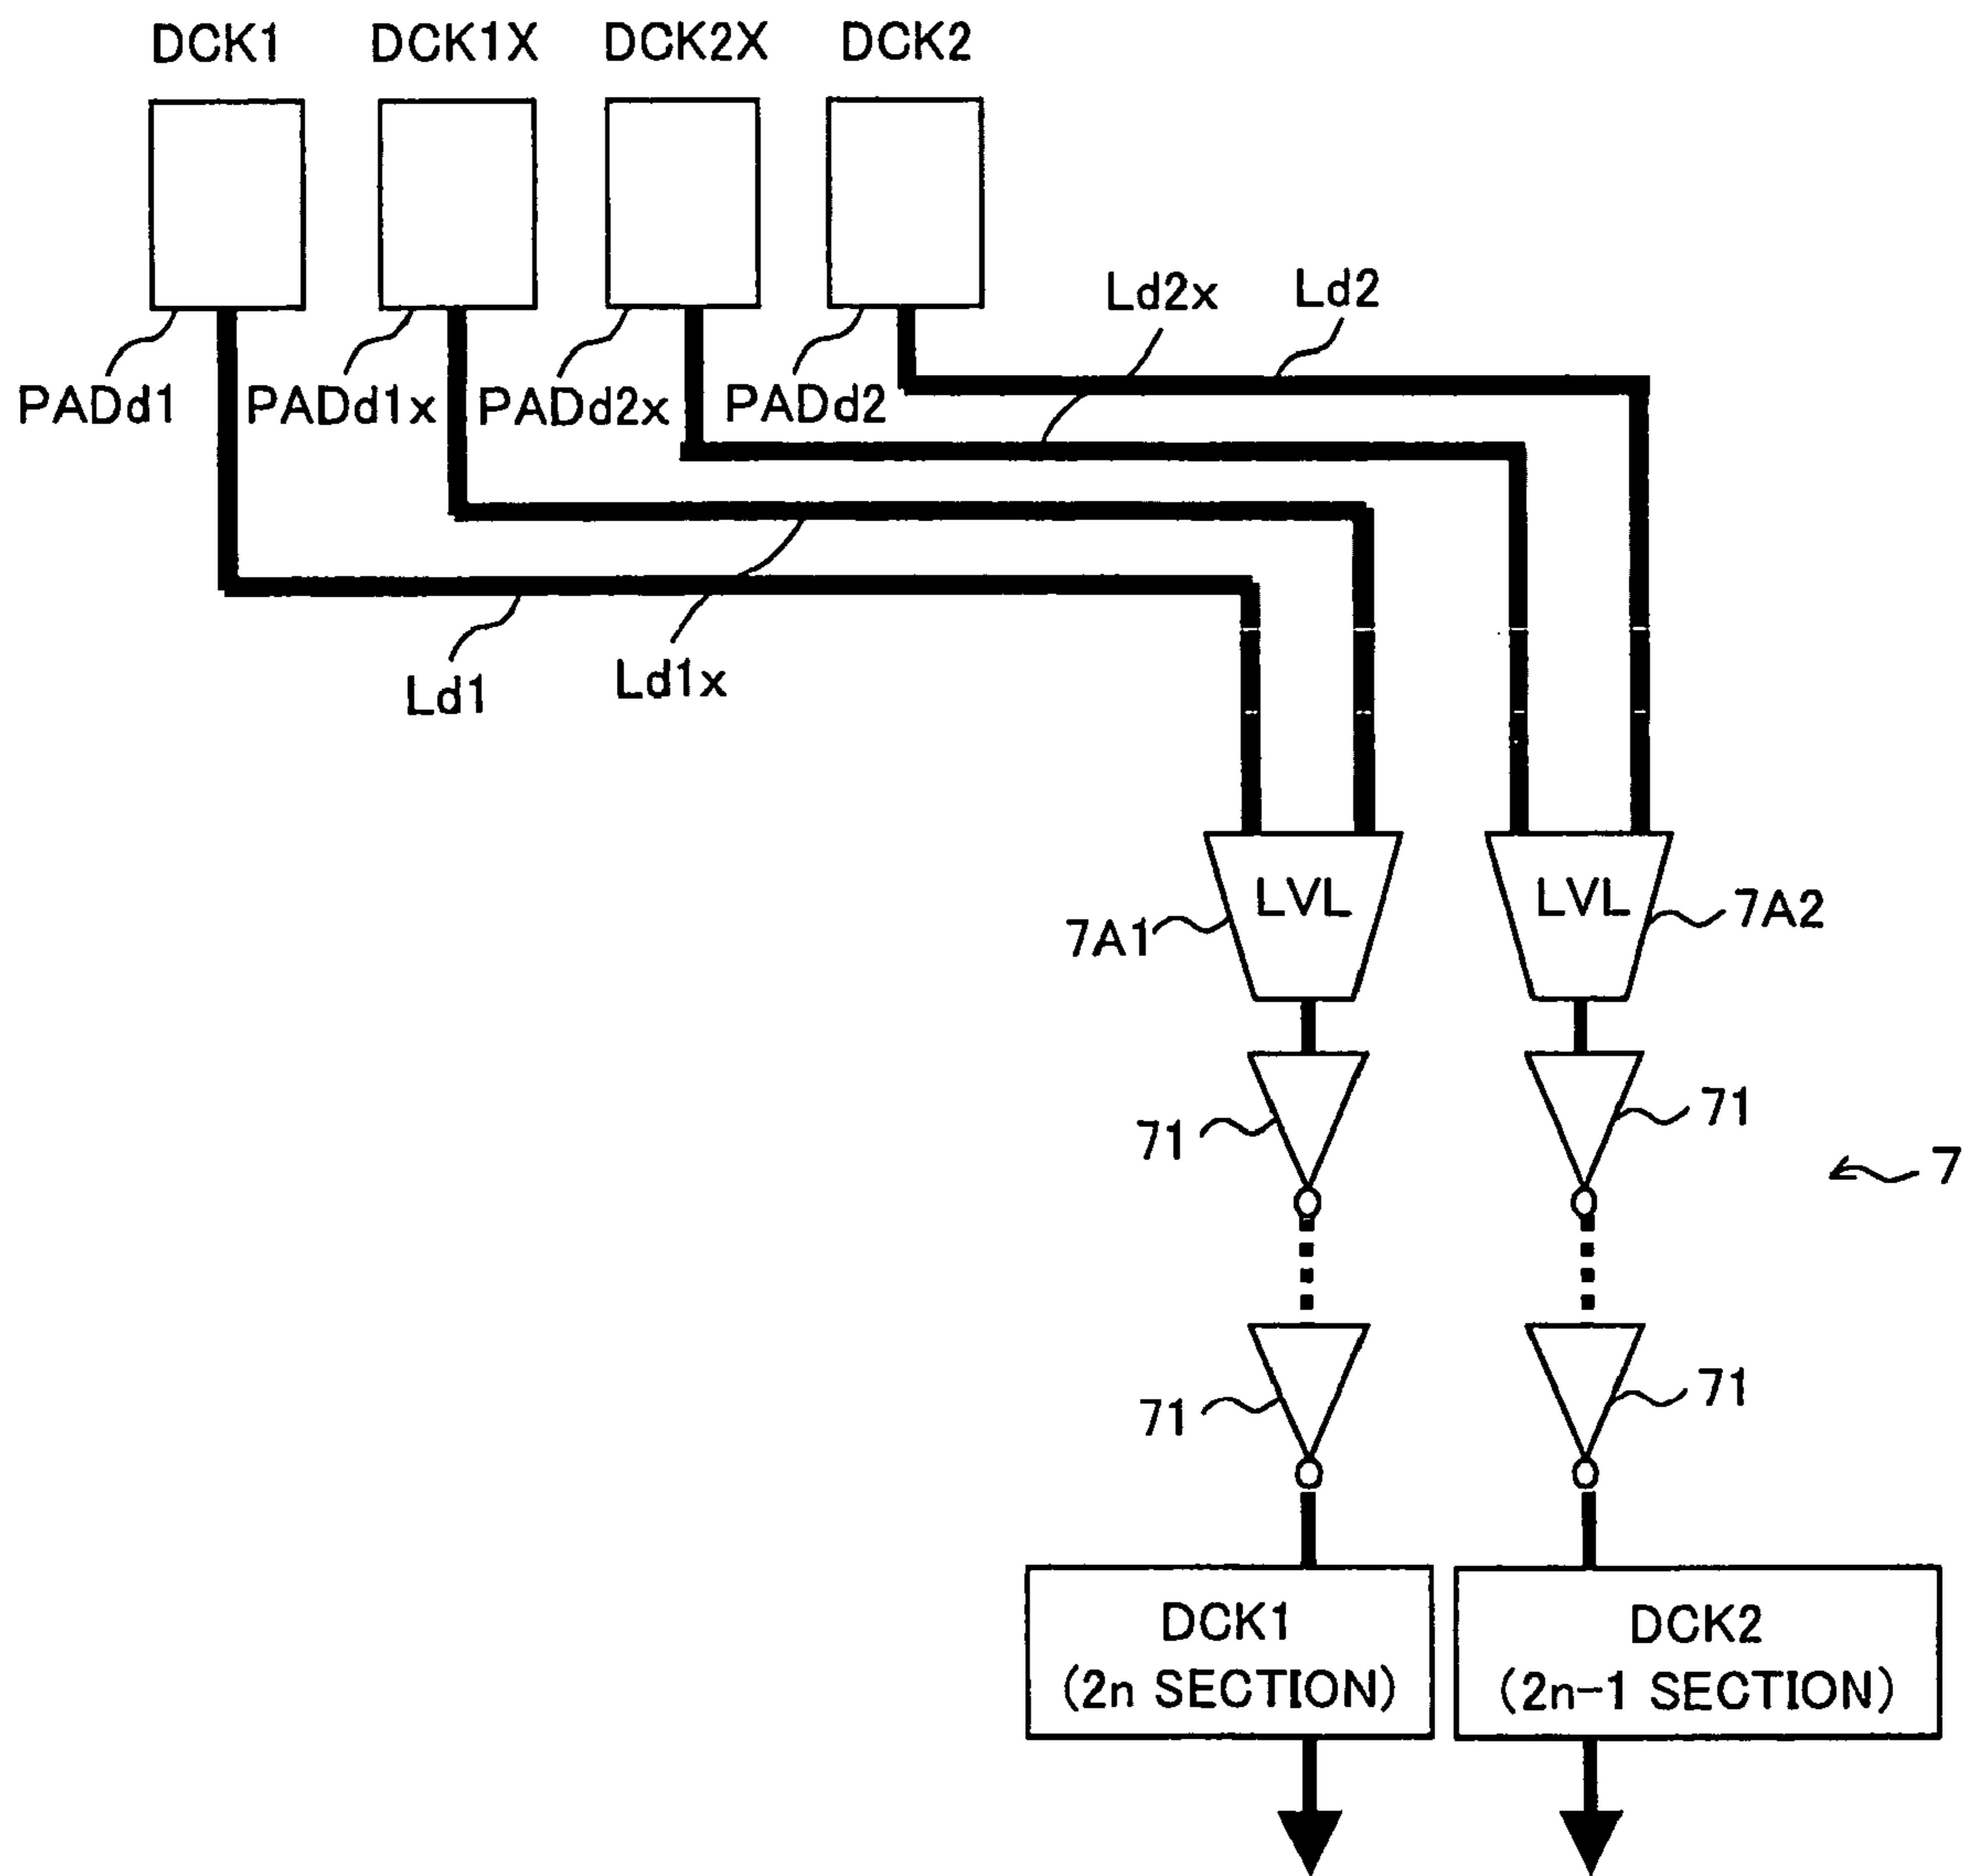 DCK1 DCK1X DCK2X DCK2
Ld2x Ld2
PADd1 PADd1x PADd2x PADd2
Ld1 Ld1x
LVL LVL
7A1 7A2
71 71
7
71 71
DCK1 DCK2
(2n SECTION) (2n-1 SECTION)